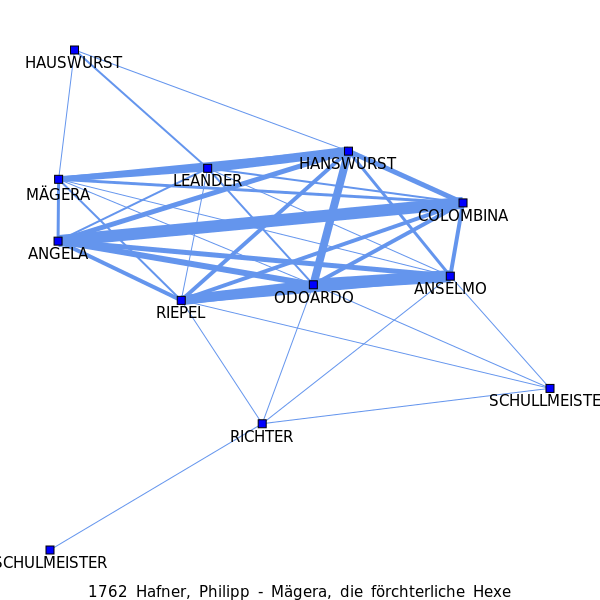 HAUSWURST
HANSWURST
LEANDER
MÄGERA
COLOMBINA
ANGELA
ANSELMO
ODOARDO
RIEPEL
SCHULLMEISTE
RICHTER
SCHULMEISTER
1762 Hafner, Philipp - Mägera, die förchterliche Hexe